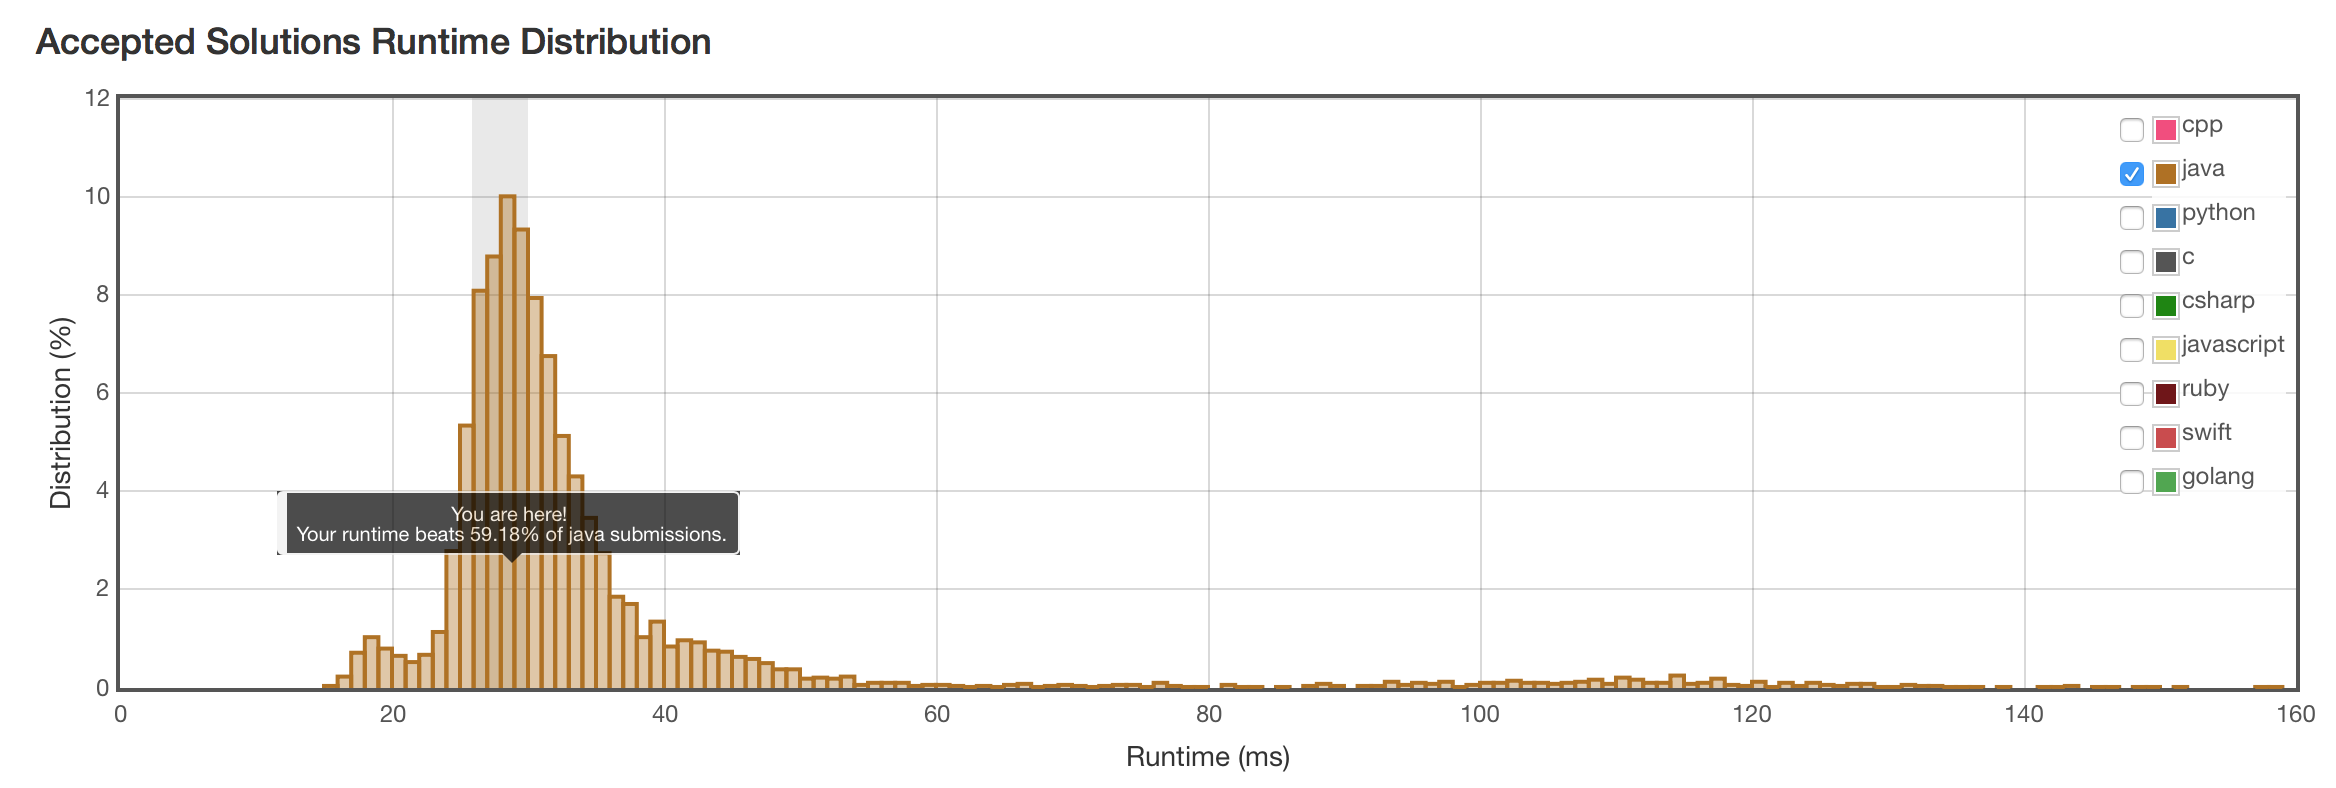 Accepted Solutions Runtime Distribution
12
10
8
6
4
2
0
Distribution (%)
You are here!
Your runtime beats 59.18% of java submissions.
cpp
java
python
c
csharp
javascript
ruby
swift
golang
0 20 40 60 80 100 120 140 160
Runtime (ms)